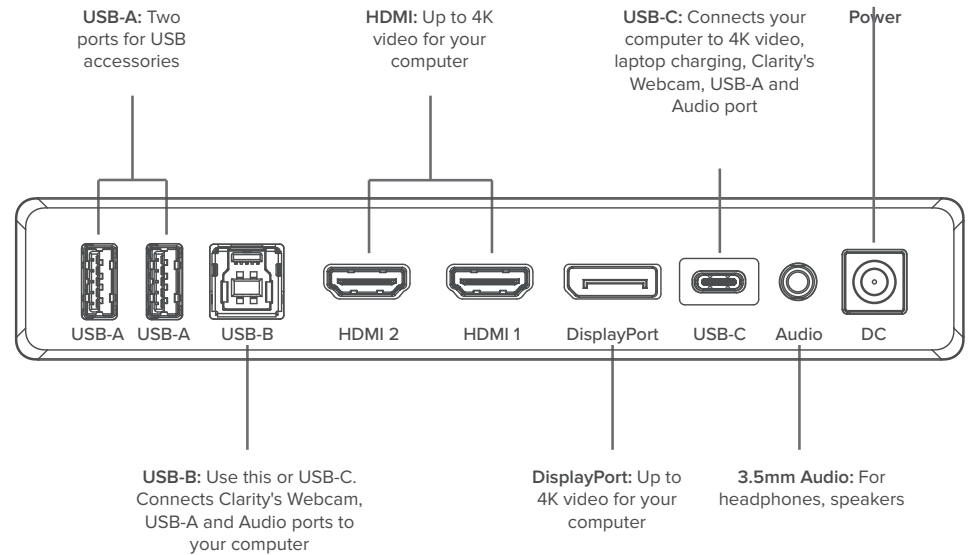 USB-A: Two
ports for USB
accessories
HDMI: Up to 4K
video for your
computer
USB-C: Connects your
computer to 4K video,
laptop charging, Clarity's
Webcam, USB-A and
Audio port
Power
USB-A
USB-A
USB-B
HDMI 2
HDMI 1
DisplayPort
USB-C
Audio
DC
USB-B: Use this or USB-C.
Connects Clarity's Webcam,
USB-A and Audio ports to
your computer
DisplayPort: Up to
4K video for your
computer
3.5mm Audio: For
headphones, speakers